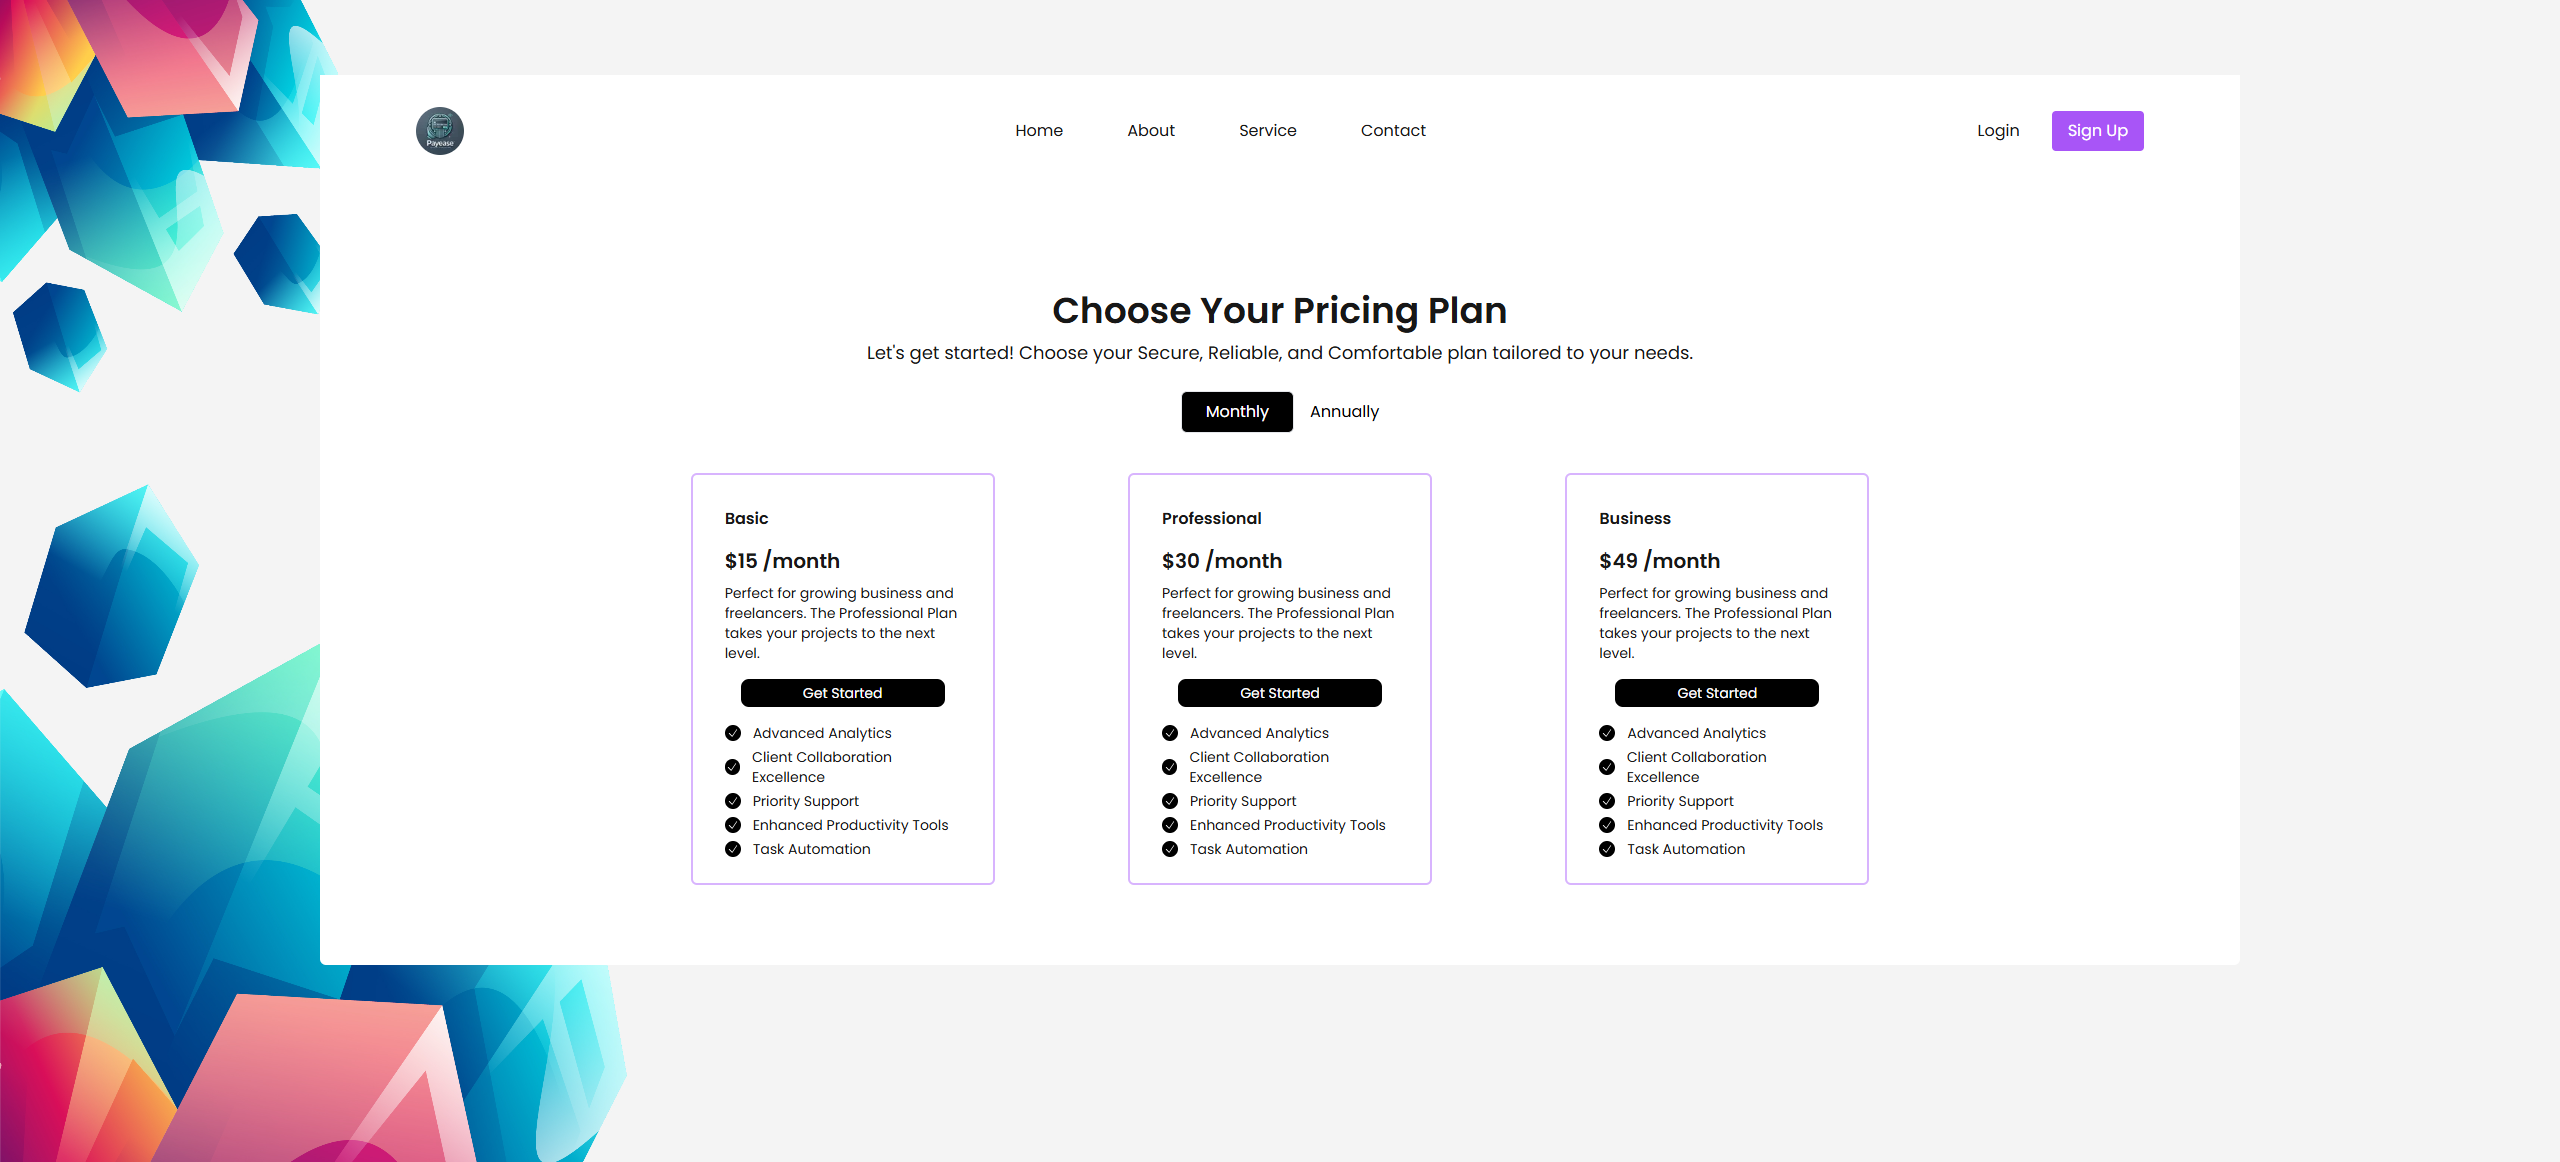 Payease
Home About Service Contact
Login Sign Up
Choose Your Pricing Plan
Let's get started! Choose your Secure, Reliable, and Comfortable plan tailored to your needs.
Monthly Annually
Basic
$15 /month
Perfect for growing business and
freelancers. The Professional Plan
takes your projects to the next
level.
Get Started
Advanced Analytics
Client Collaboration
Excellence
Priority Support
Enhanced Productivity Tools
Task Automation
Professional
$30 /month
Perfect for growing business and
freelancers. The Professional Plan
takes your projects to the next
level.
Get Started
Advanced Analytics
Client Collaboration
Excellence
Priority Support
Enhanced Productivity Tools
Task Automation
Business
$49 /month
Perfect for growing business and
freelancers. The Professional Plan
takes your projects to the next
level.
Get Started
Advanced Analytics
Client Collaboration
Excellence
Priority Support
Enhanced Productivity Tools
Task Automation